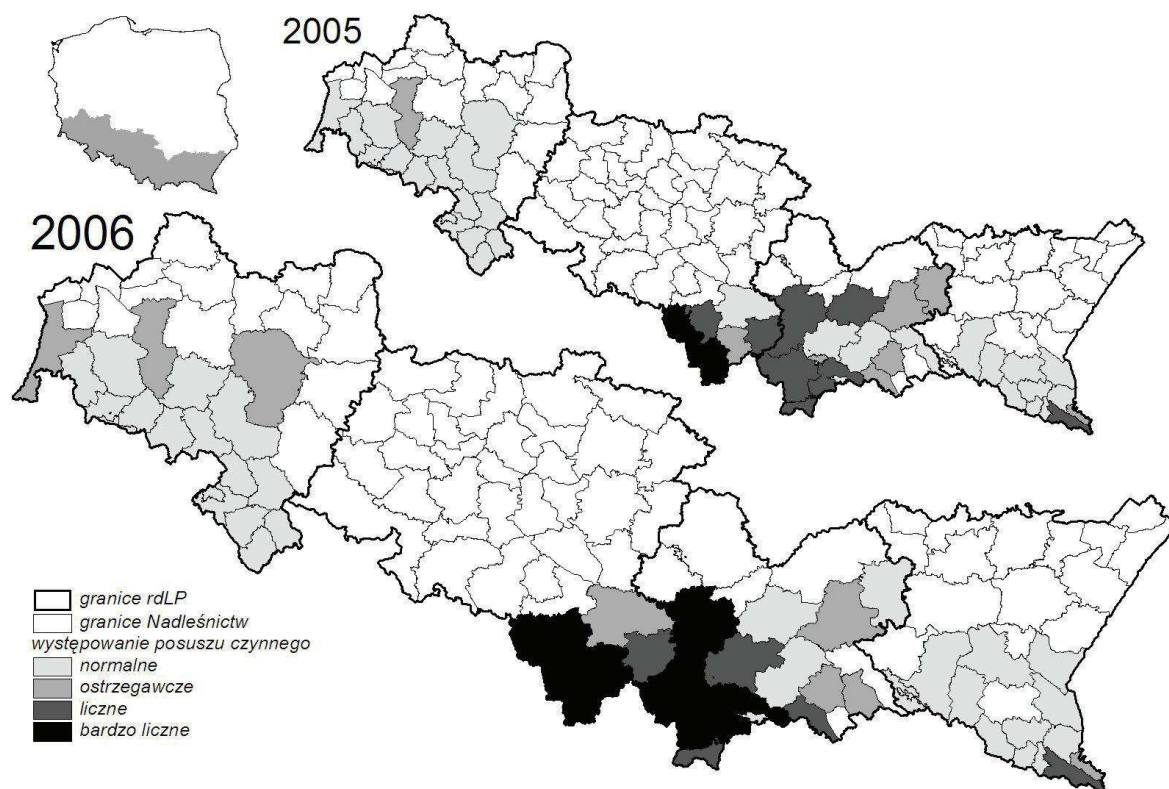 2005
2006
granice rdLP
granice Nadleśnictw
występowanie posuszu czynnego
normalne
ostrzegawcze
liczne
bardzo liczne